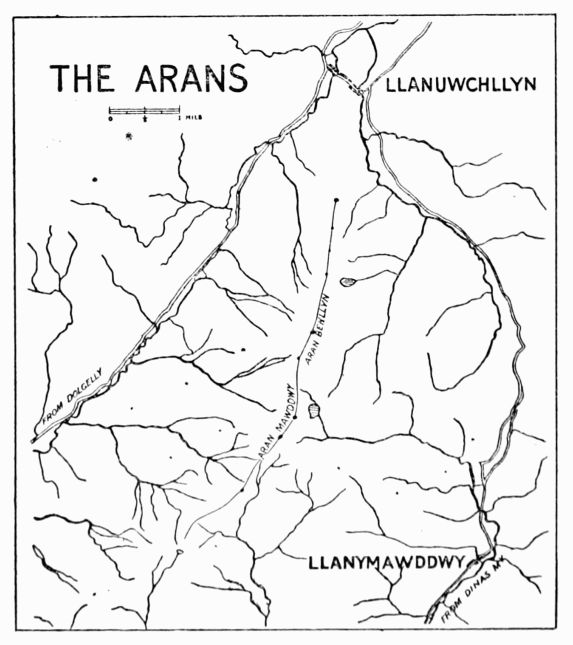 THE ARANS
0 ½ 1 MILE
LLANUWCHLLYN
ARAN BENLLYN
FROM DOLGELLY
ARAN MAWDDWY
LLANYMAWDDWY
FROM DINAS MY